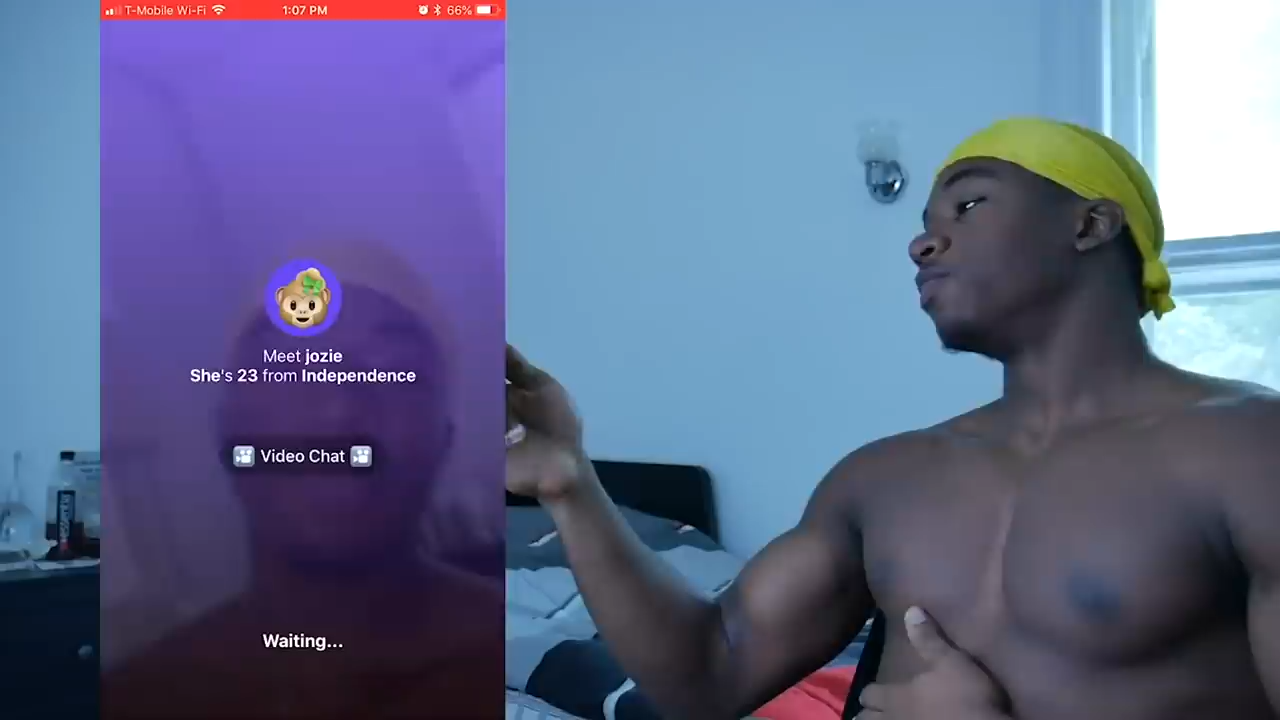 T-Mobile Wi-Fi 1:07 PM 66%
Meet jozie
She's 23 from Independence
Video Chat
Waiting...